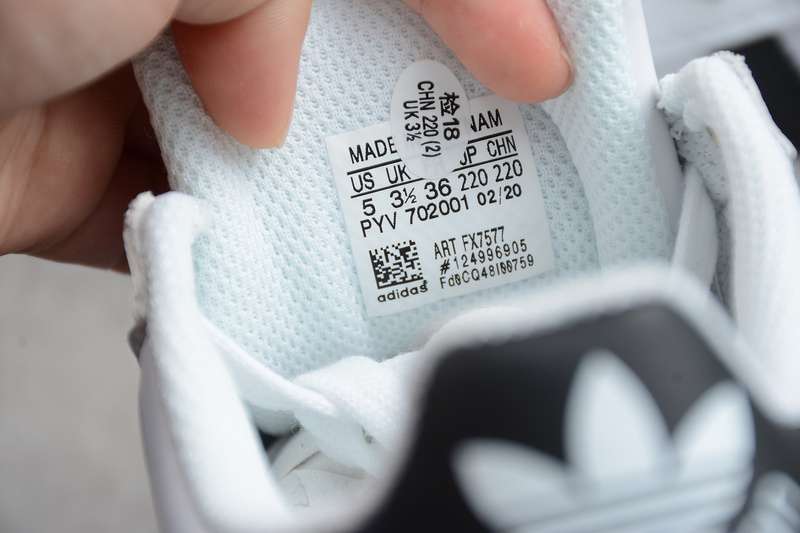 检18
CHN 220 (2)
UK 3½
MADE NAM
US UK JP CHN
5 3½ 36 220 220
PYV 702001 02/20
ART FX7577
#124996905
adidas